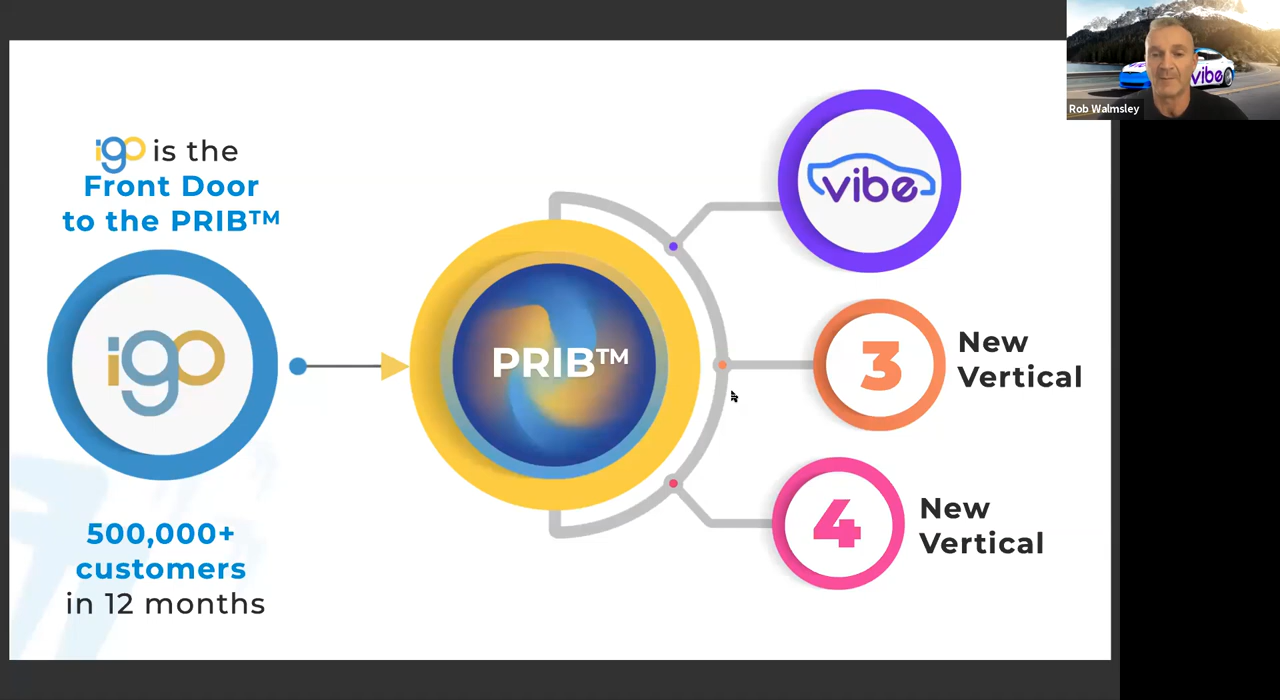 igo is the
Front Door
to the PRIB™
igo
500,000+
customers
in 12 months
PRIB™
vibe
3
New
Vertical
4
New
Vertical
vibe
Rob Walmsley